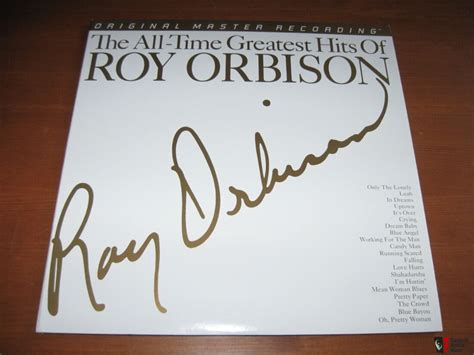 ORIGINAL MASTER RECORDING
The All-Time Greatest Hits Of
ROY ORBISON
Roy Orbison
Only The Lonely
Leah
In Dreams
Uptown
It's Over
Crying
Dream Baby
Blue Angel
Working For The Man
Candy Man
Running Scared
Falling
Love Hurts
Shahadaroba
I'm Hurtin'
Mean Woman Blues
Pretty Paper
The Crowd
Blue Bayou
Oh, Pretty Woman